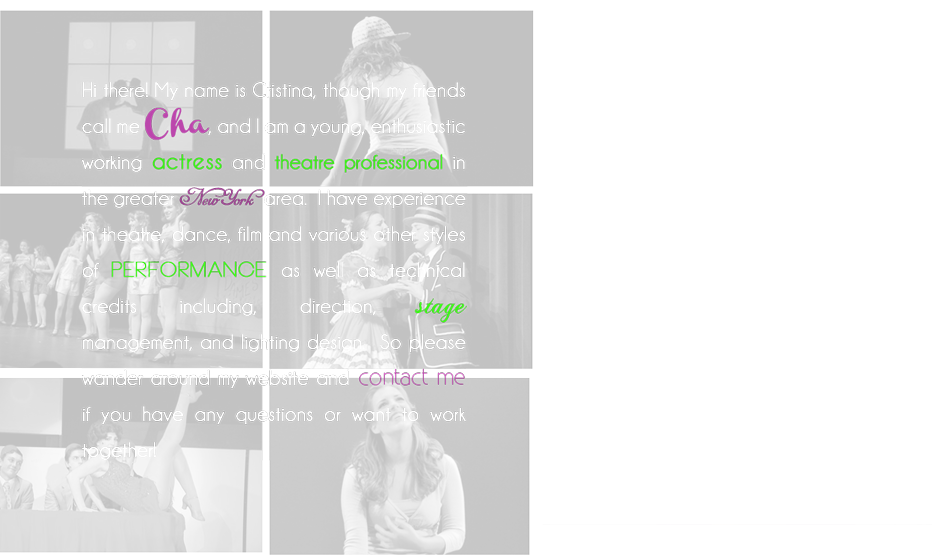 Hi there! My name is Cristina, though my friends
call me Cha, and I am a young, enthusiastic
working actress and theatre professional in
the greater New York area. I have experience
in theatre, dance, film and various other styles
of PERFORMANCE as well as technical
credits including, direction, stage
management, and lighting design. So please
wander around my website and contact me
if you have any questions or want to work
together!